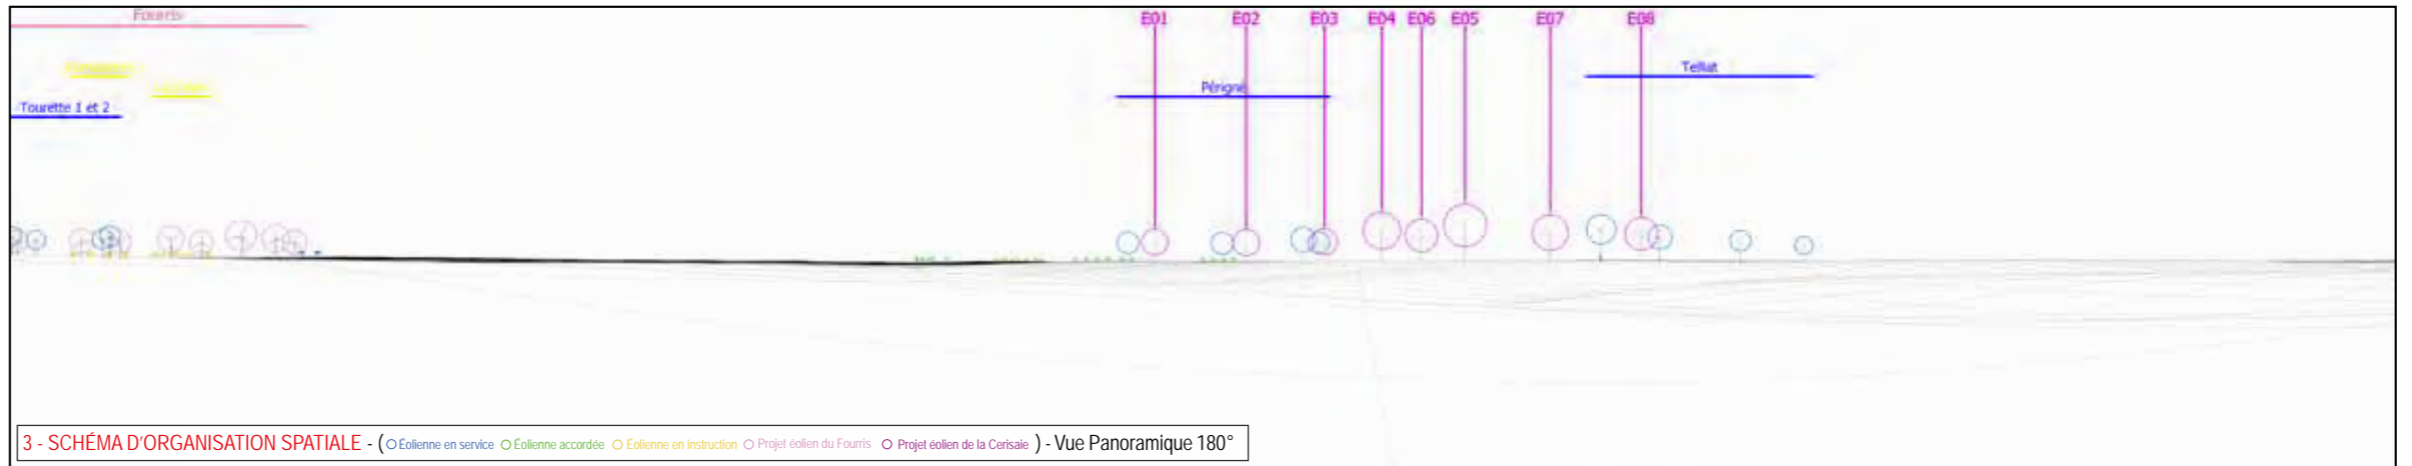 Fourris
E01 E02 E03 E04 E06 E05 E07 E08
Tellat
Périgné
Tourette 1 et 2
3 - SCHÉMA D'ORGANISATION SPATIALE - ( Éolienne en service Éolienne accordée Éolienne en instruction Projet éolien du Fourris Projet éolien de la Cerisaie ) - Vue Panoramique 180°